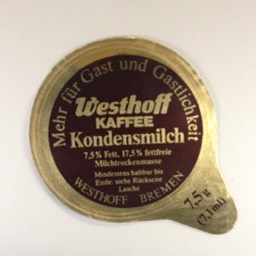 Mehr für Gast und Gastlichkeit
Westhoff
KAFFEE
Kondensmilch
7,5% Fett, 17,5% fettfreie
Milchtrockenmasse
Mindestens haltbar bis
Ende: siehe Rückseite
Lasche
WESTHOFF BREMEN
7,5 g
(7,1 ml)